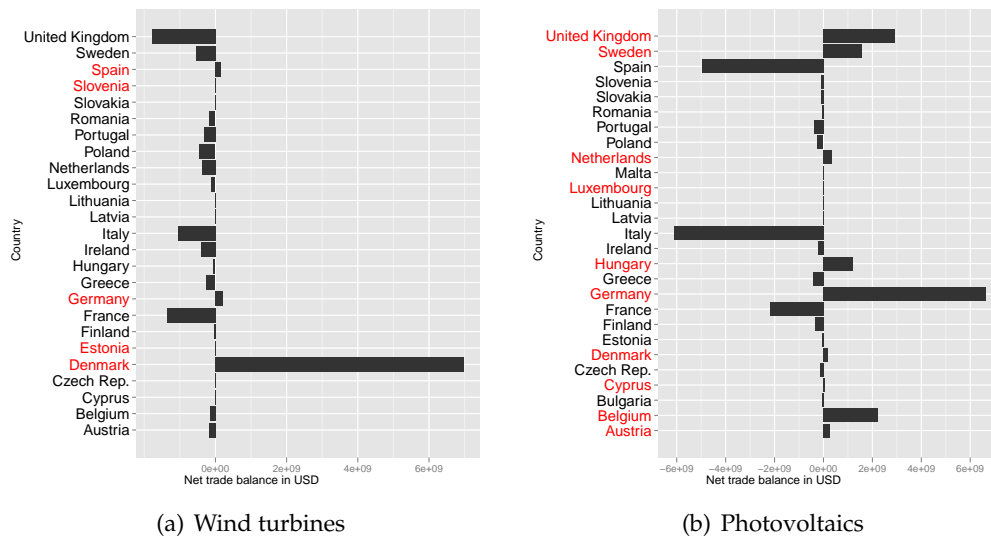 Country
United Kingdom
Sweden
Spain
Slovenia
Slovakia
Romania
Portugal
Poland
Netherlands
Luxembourg
Lithuania
Latvia
Italy
Ireland
Hungary
Greece
Germany
France
Finland
Estonia
Denmark
Czech Rep.
Cyprus
Belgium
Austria
0e+00 2e+09 4e+09 6e+09
Net trade balance in USD
(a) Wind turbines
Country
United Kingdom
Sweden
Spain
Slovenia
Slovakia
Romania
Portugal
Poland
Netherlands
Malta
Luxembourg
Lithuania
Latvia
Italy
Ireland
Hungary
Greece
Germany
France
Finland
Estonia
Denmark
Czech Rep.
Cyprus
Bulgaria
Belgium
Austria
−6e+09 −4e+09 −2e+09 0e+00 2e+09 4e+09 6e+09
Net trade balance in USD
(b) Photovoltaics